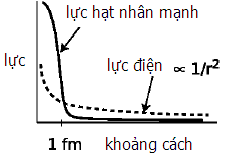 lực hạt nhân mạnh
lực
lực điện ∝ 1/r²
1 fm khoảng cách